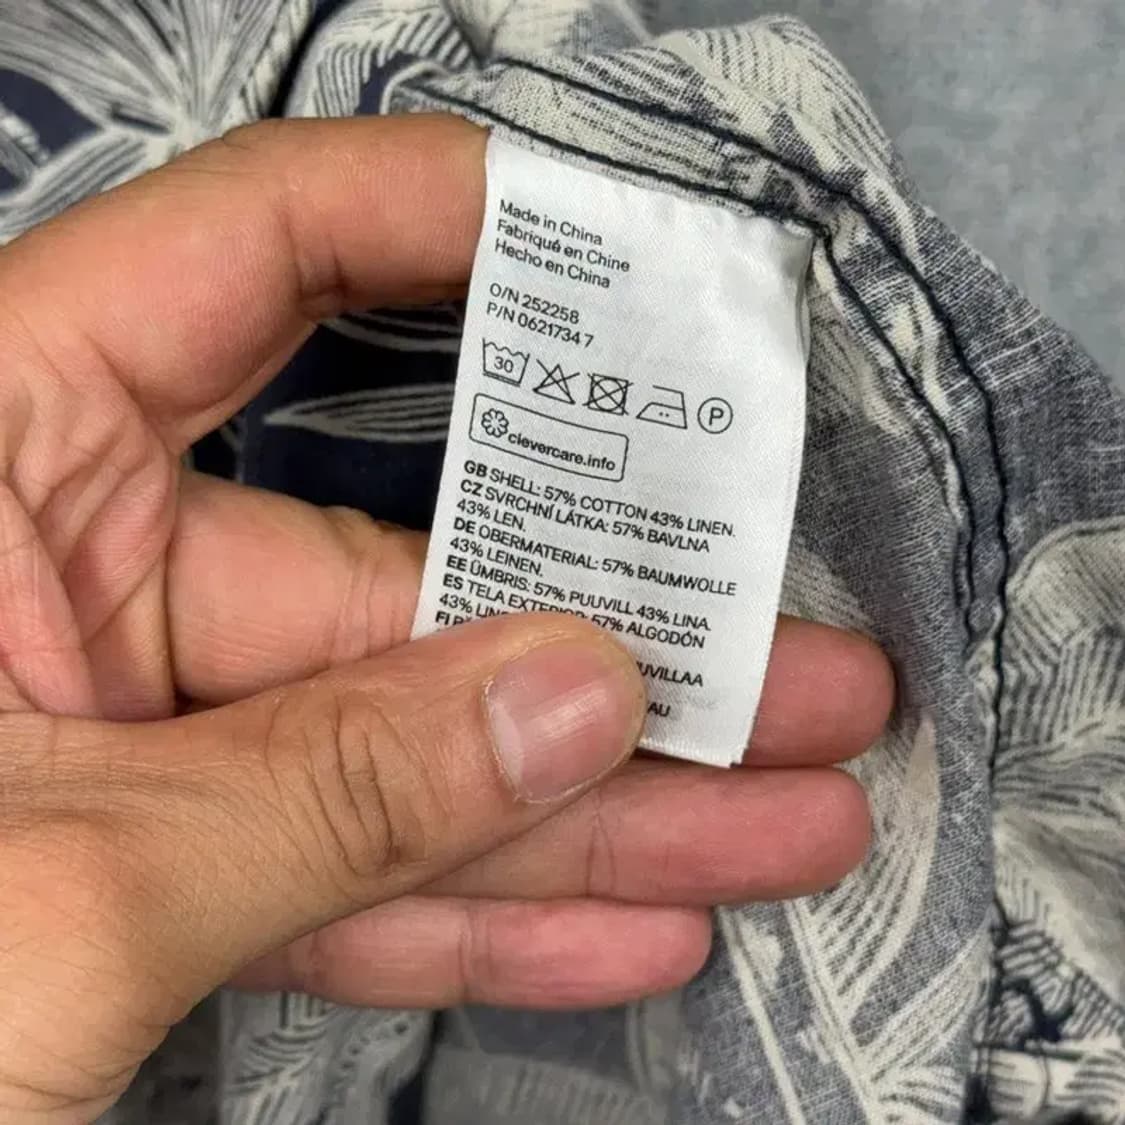 Made in China
Fabriqué en Chine
Hecho en China
O/N 252258
P/N 0621734 7
30
P
clevercare.info
GB SHELL: 57% COTTON 43% LINEN.
CZ SVRCHNÍ LÁTKA: 57% BAVLNA
43% LEN.
DE OBERMATERIAL: 57% BAUMWOLLE
43% LEINEN.
EE ÜMBRIS: 57% PUUVILL 43% LINA.
ES TELA EXTERIOR: 57% ALGODÓN
43%
FI